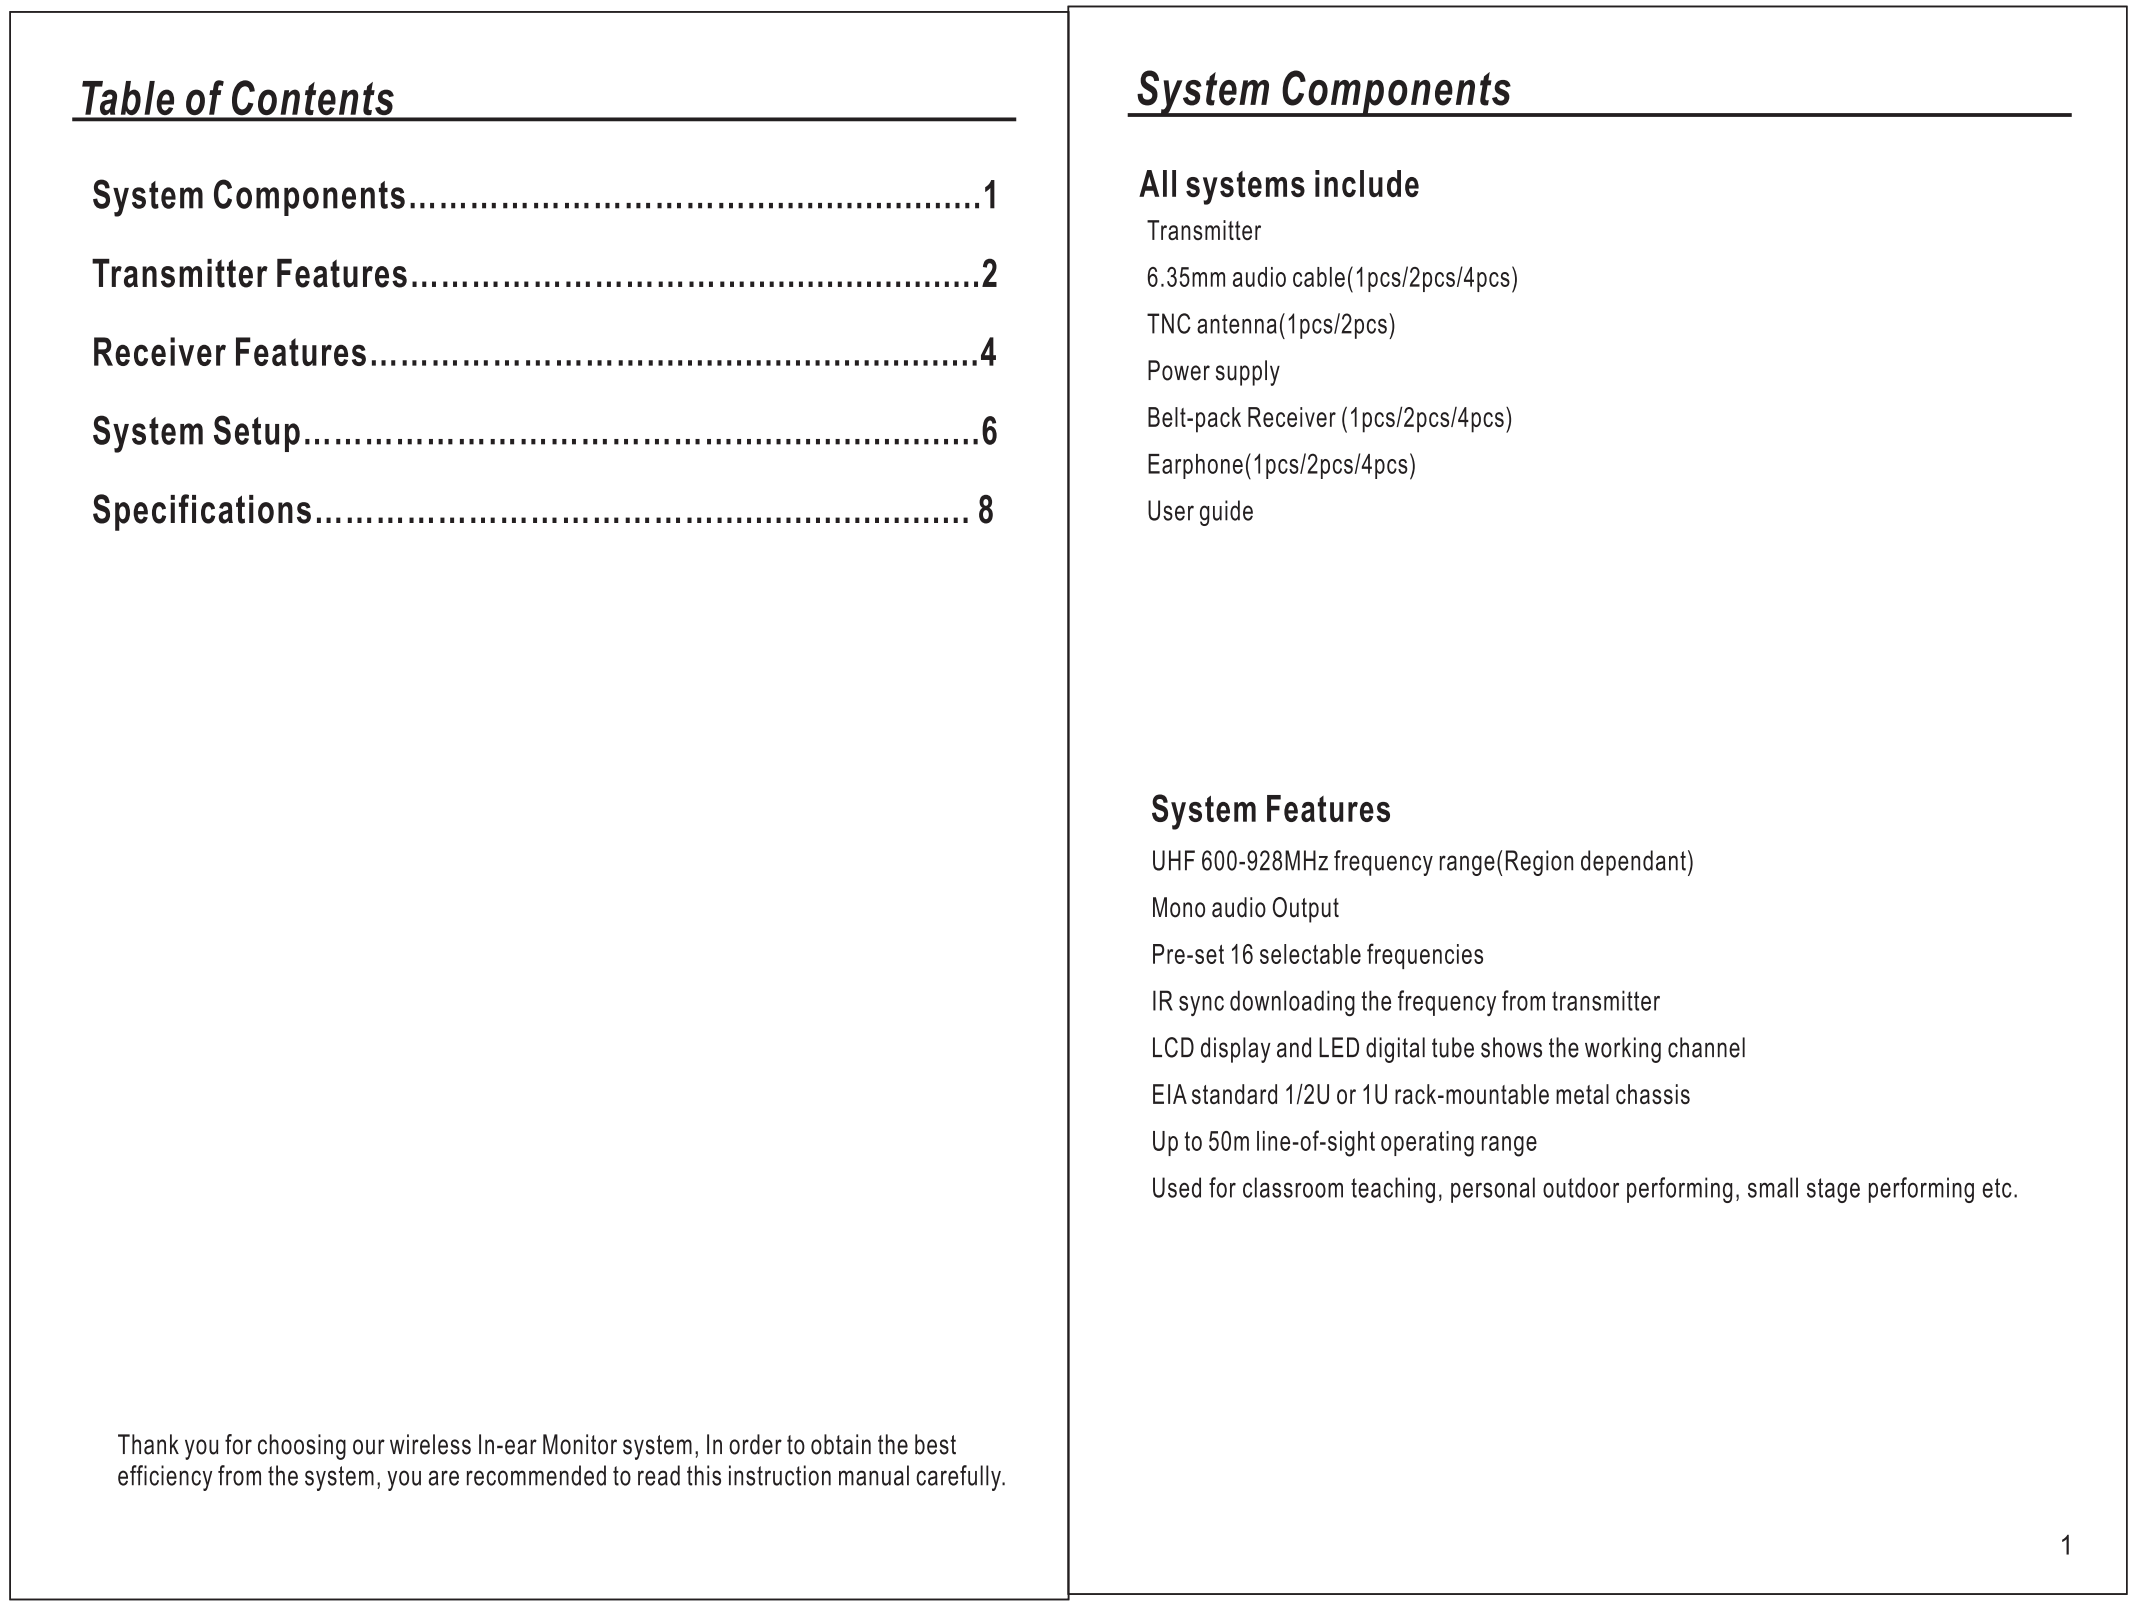 Table of Contents
System Components...........................................................1
Transmitter Features...........................................................2
Receiver Features...............................................................4
System Setup......................................................................6
Specifications.................................................................... 8
Thank you for choosing our wireless In-ear Monitor system, In order to obtain the best
efficiency from the system, you are recommended to read this instruction manual carefully.
System Components
All systems include
Transmitter
6.35mm audio cable(1pcs/2pcs/4pcs)
TNC antenna(1pcs/2pcs)
Power supply
Belt-pack Receiver (1pcs/2pcs/4pcs)
Earphone(1pcs/2pcs/4pcs)
User guide
System Features
UHF 600-928MHz frequency range(Region dependant)
Mono audio Output
Pre-set 16 selectable frequencies
IR sync downloading the frequency from transmitter
LCD display and LED digital tube shows the working channel
EIA standard 1/2U or 1U rack-mountable metal chassis
Up to 50m line-of-sight operating range
Used for classroom teaching, personal outdoor performing, small stage performing etc.
1